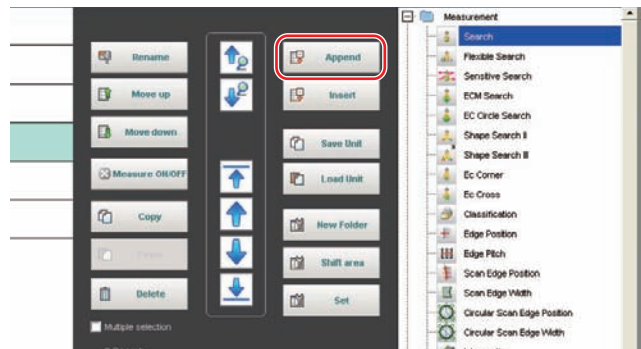 Rename
Move up
Move down
Measure ON/OFF
Copy
Delete
Multiple selection
Append
Insert
Save Unit
Load Unit
New Folder
Shift area
Set
Measurement
Search
Flexible Search
Sensitive Search
ECM Search
EC Circle Search
Shape Search II
Shape Search III
Ec Corner
Ec Cross
Classification
Edge Position
Edge Pitch
Scan Edge Position
Scan Edge Width
Circular Scan Edge Position
Circular Scan Edge Width